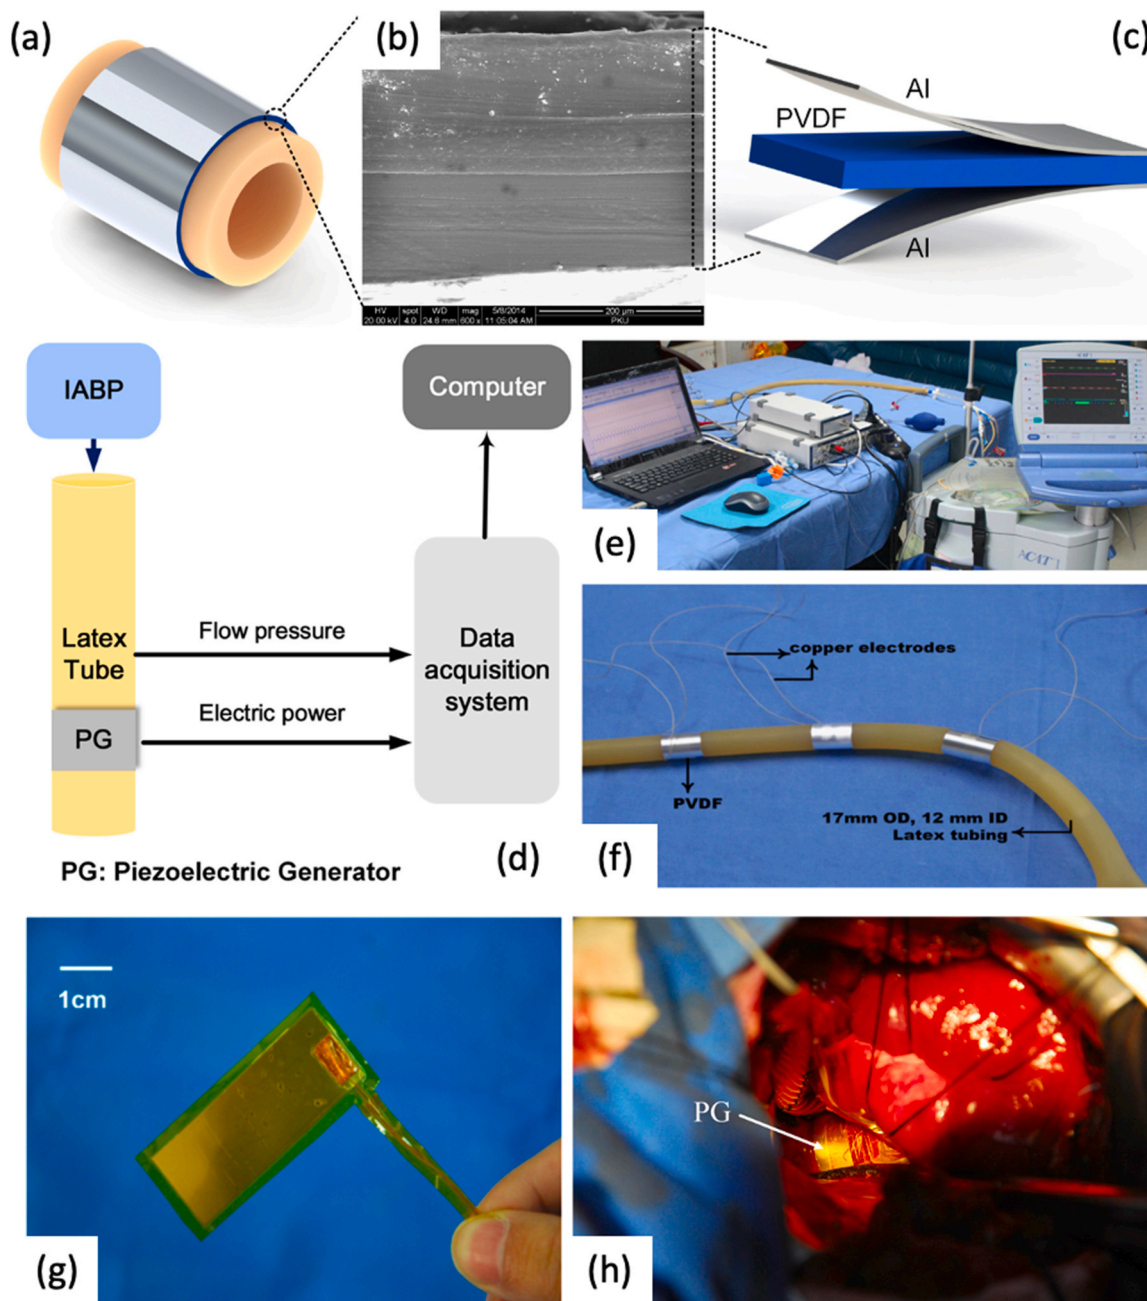 (a)
(b)
(c)
Al
PVDF
Al
HV spot WD mag 5/8/2014 200 µm
20.00 kV 4.0 24.6 mm 600 x 11:05:04 AM PKU
IABP
Computer
Latex
Tube
Flow pressure
Data
acquisition
system
Electric power
PG
PG: Piezoelectric Generator
(d)
ACAT 1
(e)
copper electrodes
PVDF
17mm OD, 12 mm ID
Latex tubing
(f)
1cm
(g)
PG
(h)